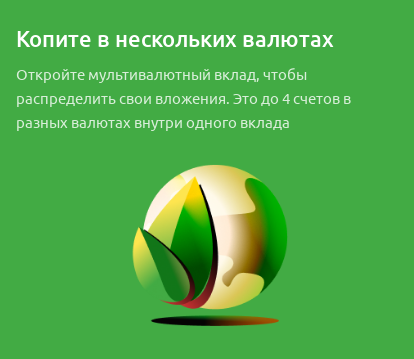 Копите в нескольких валютах
Откройте мультивалютный вклад, чтобы
распределить свои вложения. Это до 4 счетов в
разных валютах внутри одного вклада